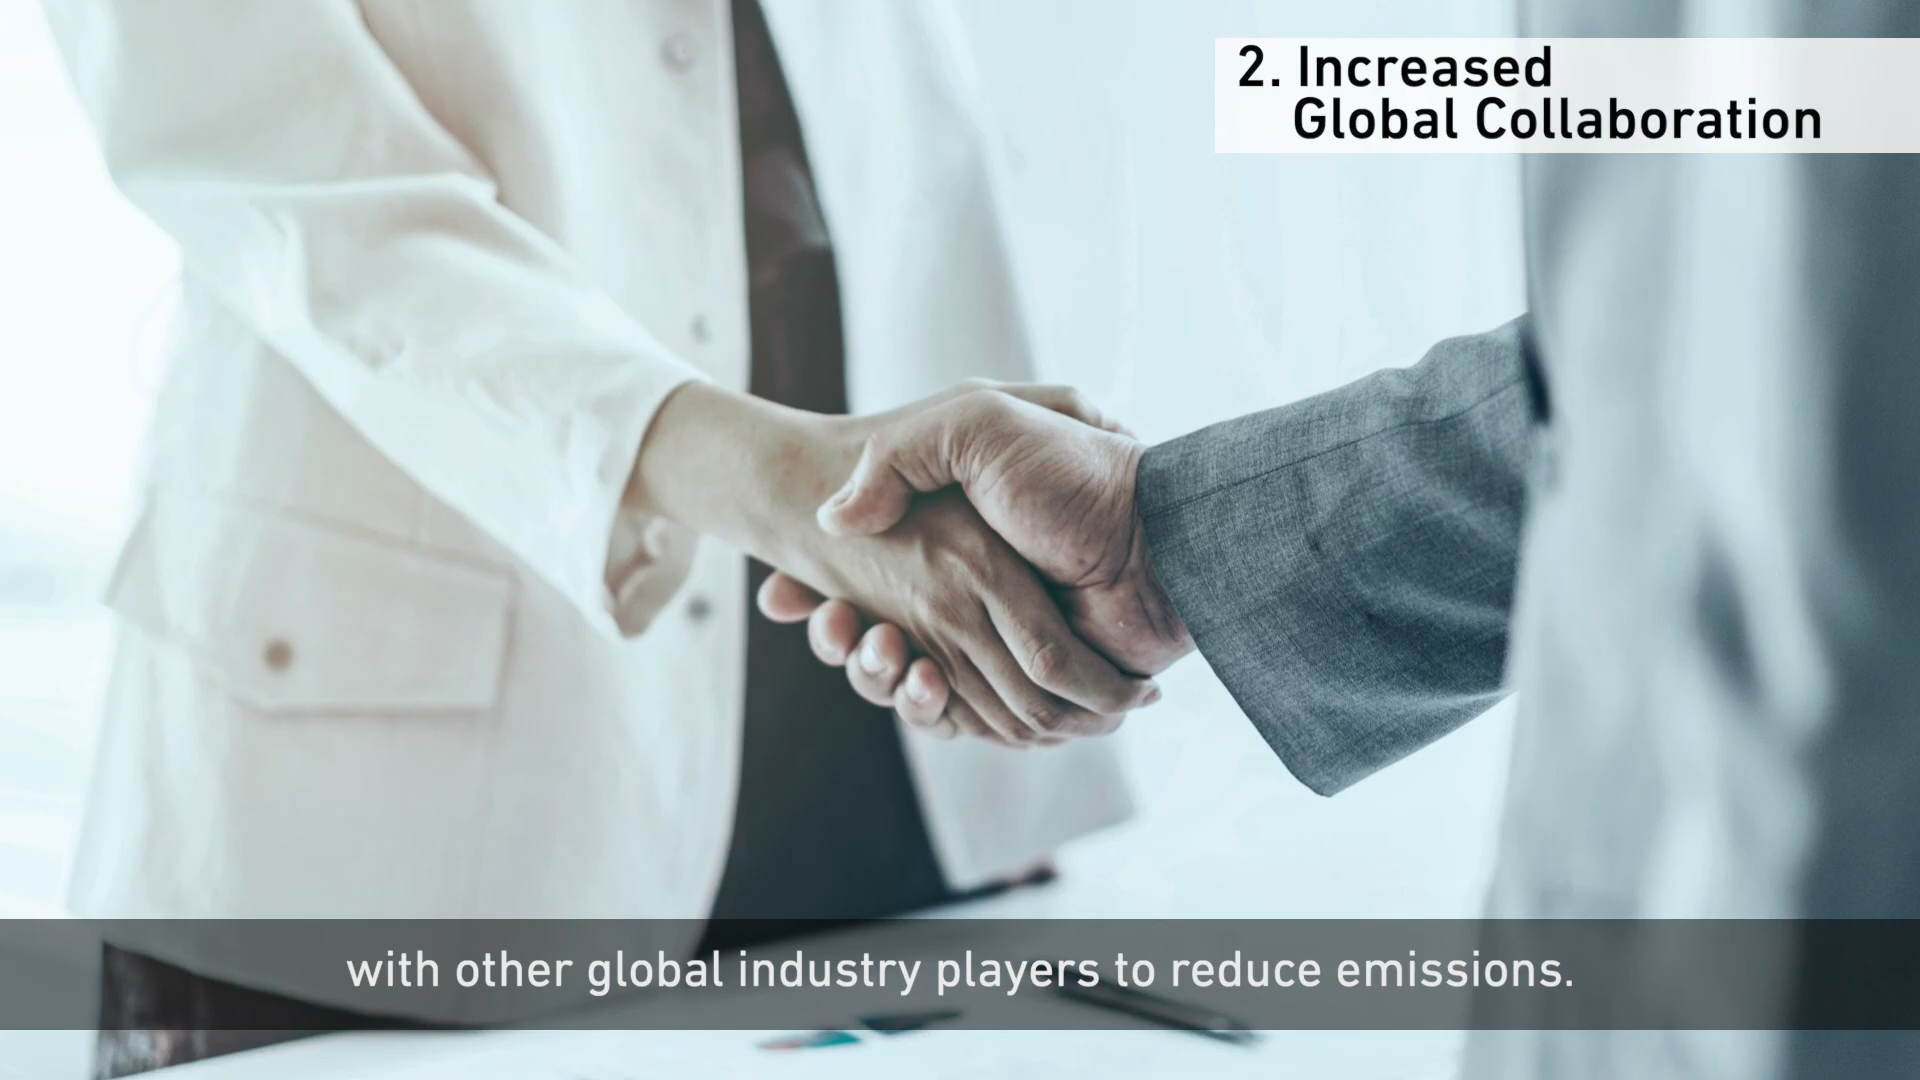 2. Increased
Global Collaboration
with other global industry players to reduce emissions.